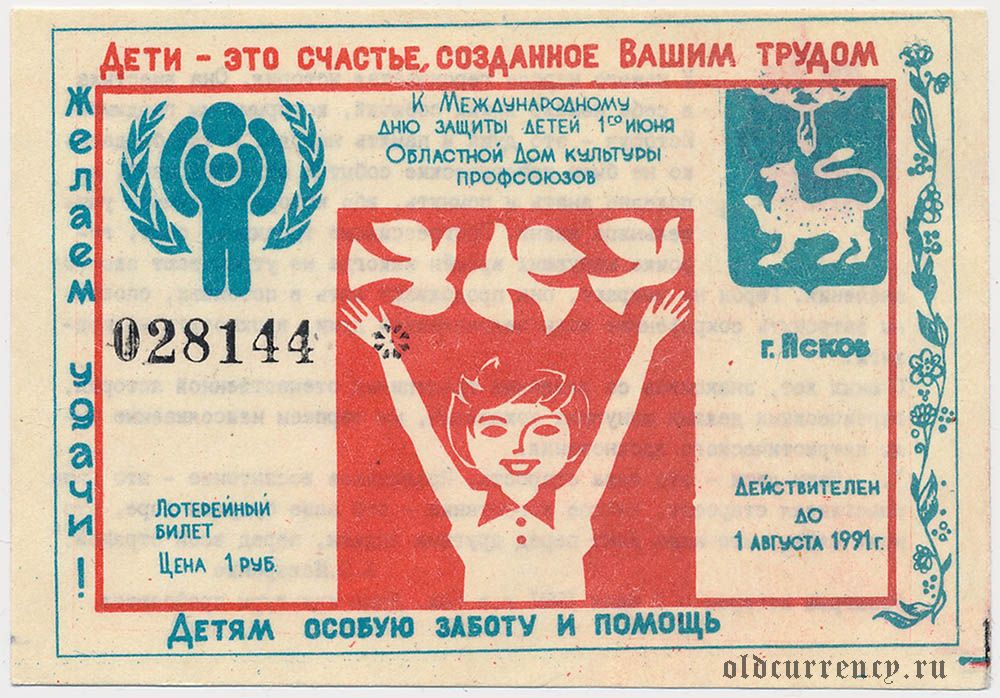 Дети - это счастье, созданное Вашим трудом
Желаем удачи!
К Международному
дню защиты детей 1го июня
Областной Дом культуры
профсоюзов
028144
г. Псков
Лотерейный
билет
Цена 1 руб.
Действителен
до
1 августа 1991 г.
Детям особую заботу и помощь
oldcurrency.ru